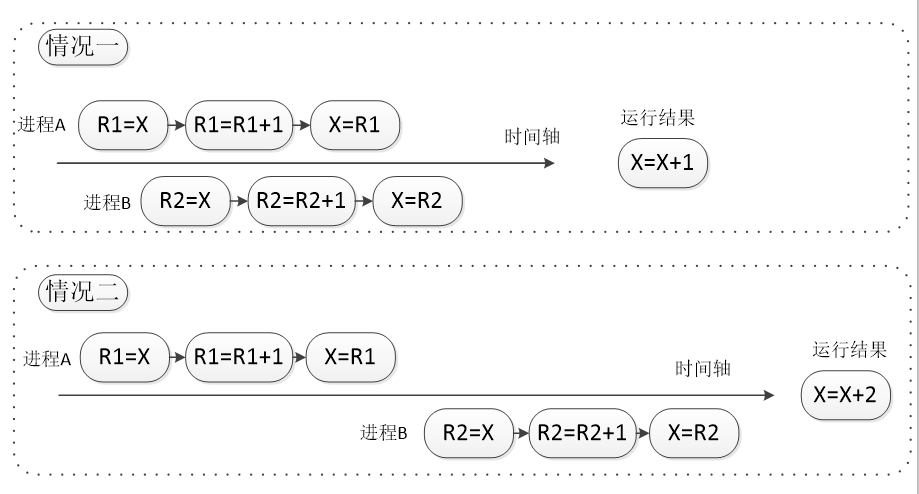 情况一
进程A
R1=X
R1=R1+1
X=R1
时间轴
运行结果
X=X+1
进程B
R2=X
R2=R2+1
X=R2
情况二
进程A
R1=X
R1=R1+1
X=R1
时间轴
运行结果
X=X+2
进程B
R2=X
R2=R2+1
X=R2